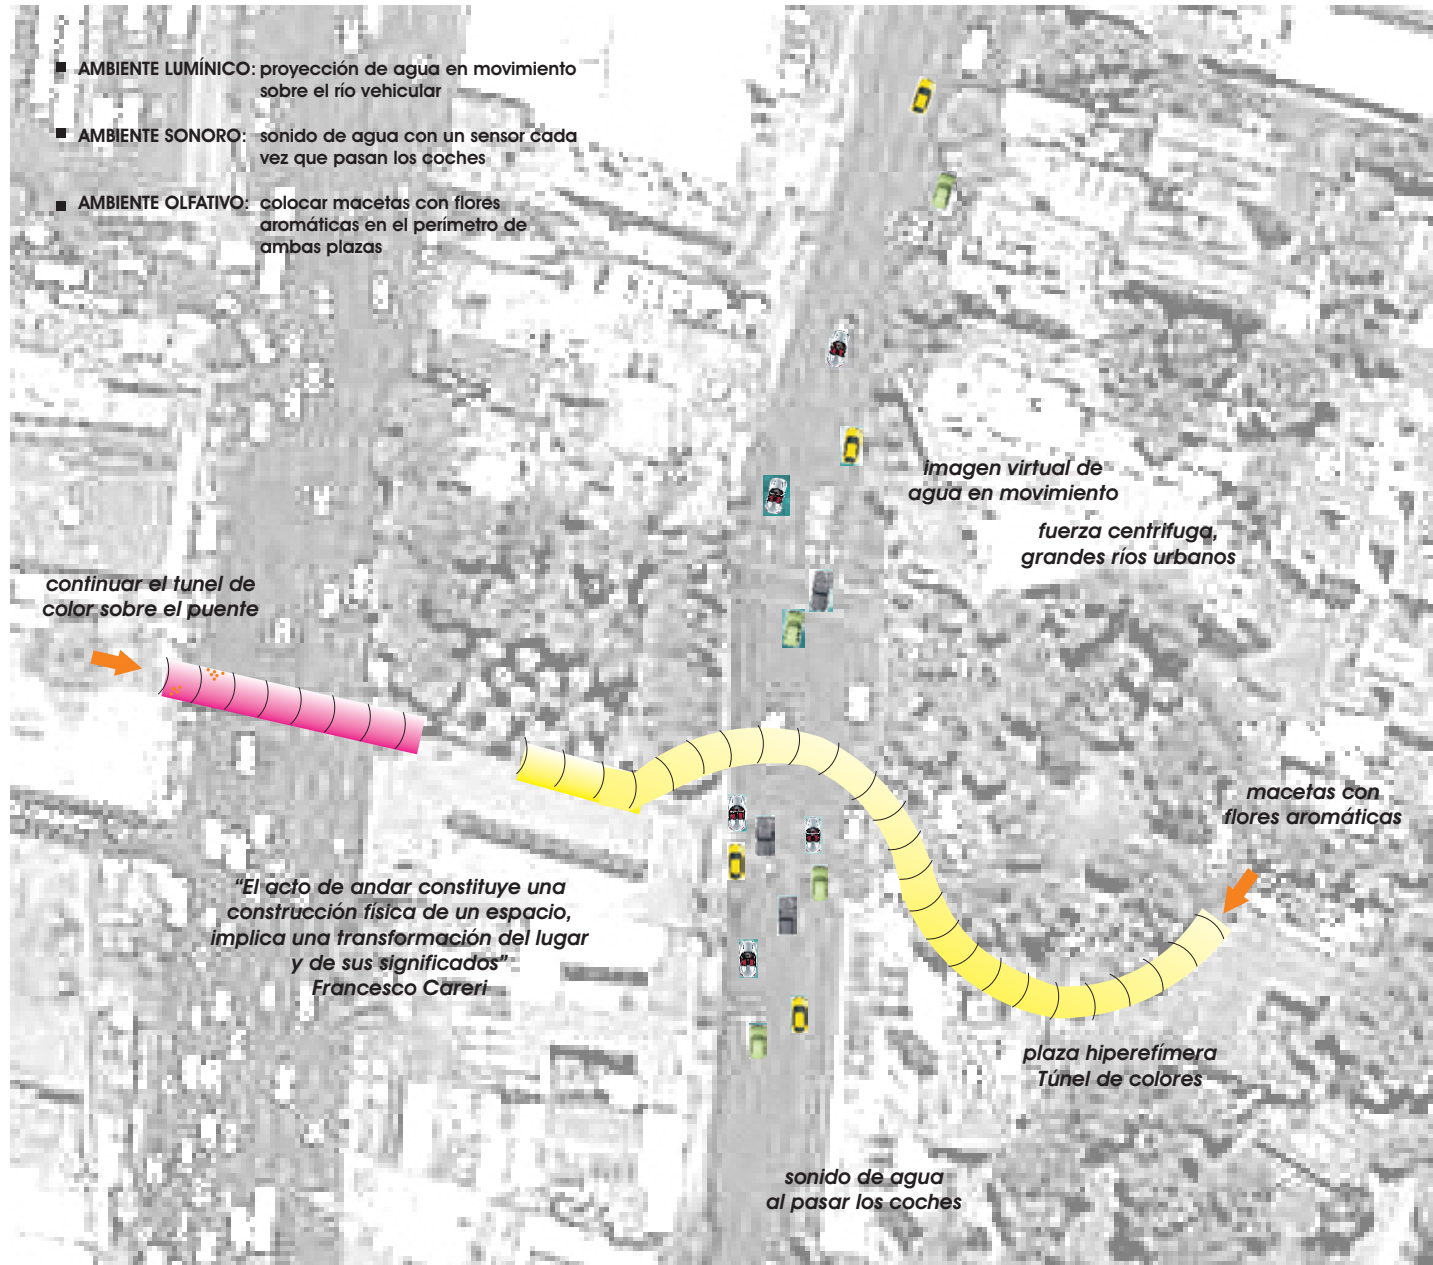 AMBIENTE LUMÍNICO: proyección de agua en movimiento
sobre el río vehicular
AMBIENTE SONORO: sonido de agua con un sensor cada
vez que pasan los coches
AMBIENTE OLFATIVO: colocar macetas con flores
aromáticas en el perímetro de
ambas plazas
imagen virtual de
agua en movimiento
fuerza centrifuga,
grandes ríos urbanos
continuar el tunel de
color sobre el puente
macetas con
flores aromáticas
"El acto de andar constituye una
construcción física de un espacio,
implica una transformación del lugar
y de sus significados"
Francesco Careri
plaza hiperefímera
Túnel de colores
sonido de agua
al pasar los coches